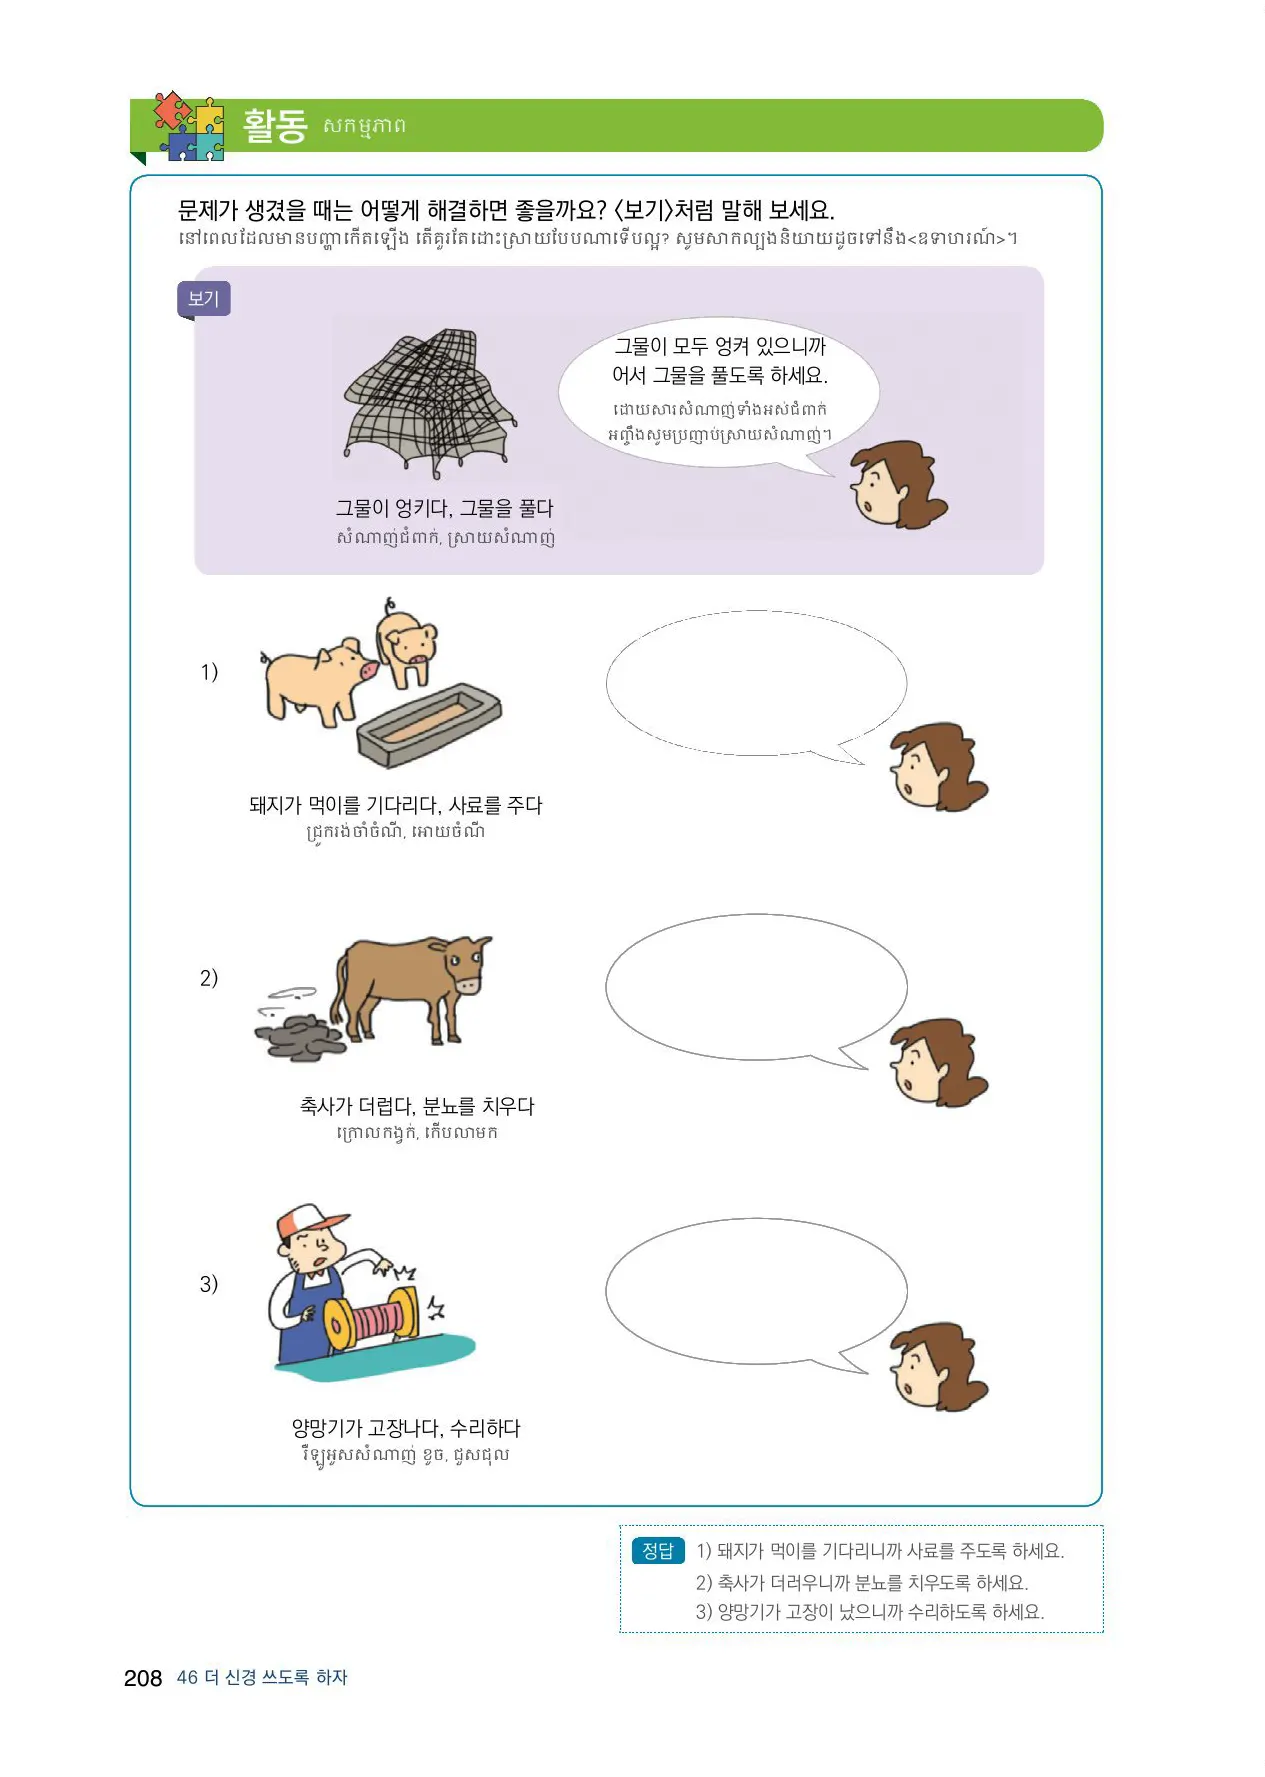 활동 សកម្មភាព
문제가 생겼을 때는 어떻게 해결하면 좋을까요? 〈보기〉처럼 말해 보세요.
នៅពេលដែលមានបញ្ហាកើតឡើង តើគួរតែដោះស្រាយបែបណាទើបល្អ? សូមសាកល្បងនិយាយដូចទៅនឹង<ឧទាហរណ៍>។
보기
그물이 모두 엉켜 있으니까
어서 그물을 풀도록 하세요.
ដោយសារសំណាញ់ទាំងអស់ជំពាក់
អញ្ចឹងសូមប្រញាប់ស្រាយសំណាញ់។
그물이 엉키다, 그물을 풀다
សំណាញ់ជំពាក់, ស្រាយសំណាញ់
1)
돼지가 먹이를 기다리다, 사료를 주다
ជ្រូករង់ចាំចំណី, អោយចំណី
2)
축사가 더럽다, 분뇨를 치우다
ក្រោលកង្វក់, កើបលាមក
3)
양망기가 고장나다, 수리하다
រ៉ឺឡូអូសសំណាញ់ ខូច, ជួសជុល
정답 1) 돼지가 먹이를 기다리니까 사료를 주도록 하세요.
2) 축사가 더러우니까 분뇨를 치우도록 하세요.
3) 양망기가 고장이 났으니까 수리하도록 하세요.
208 46 더 신경 쓰도록 하자